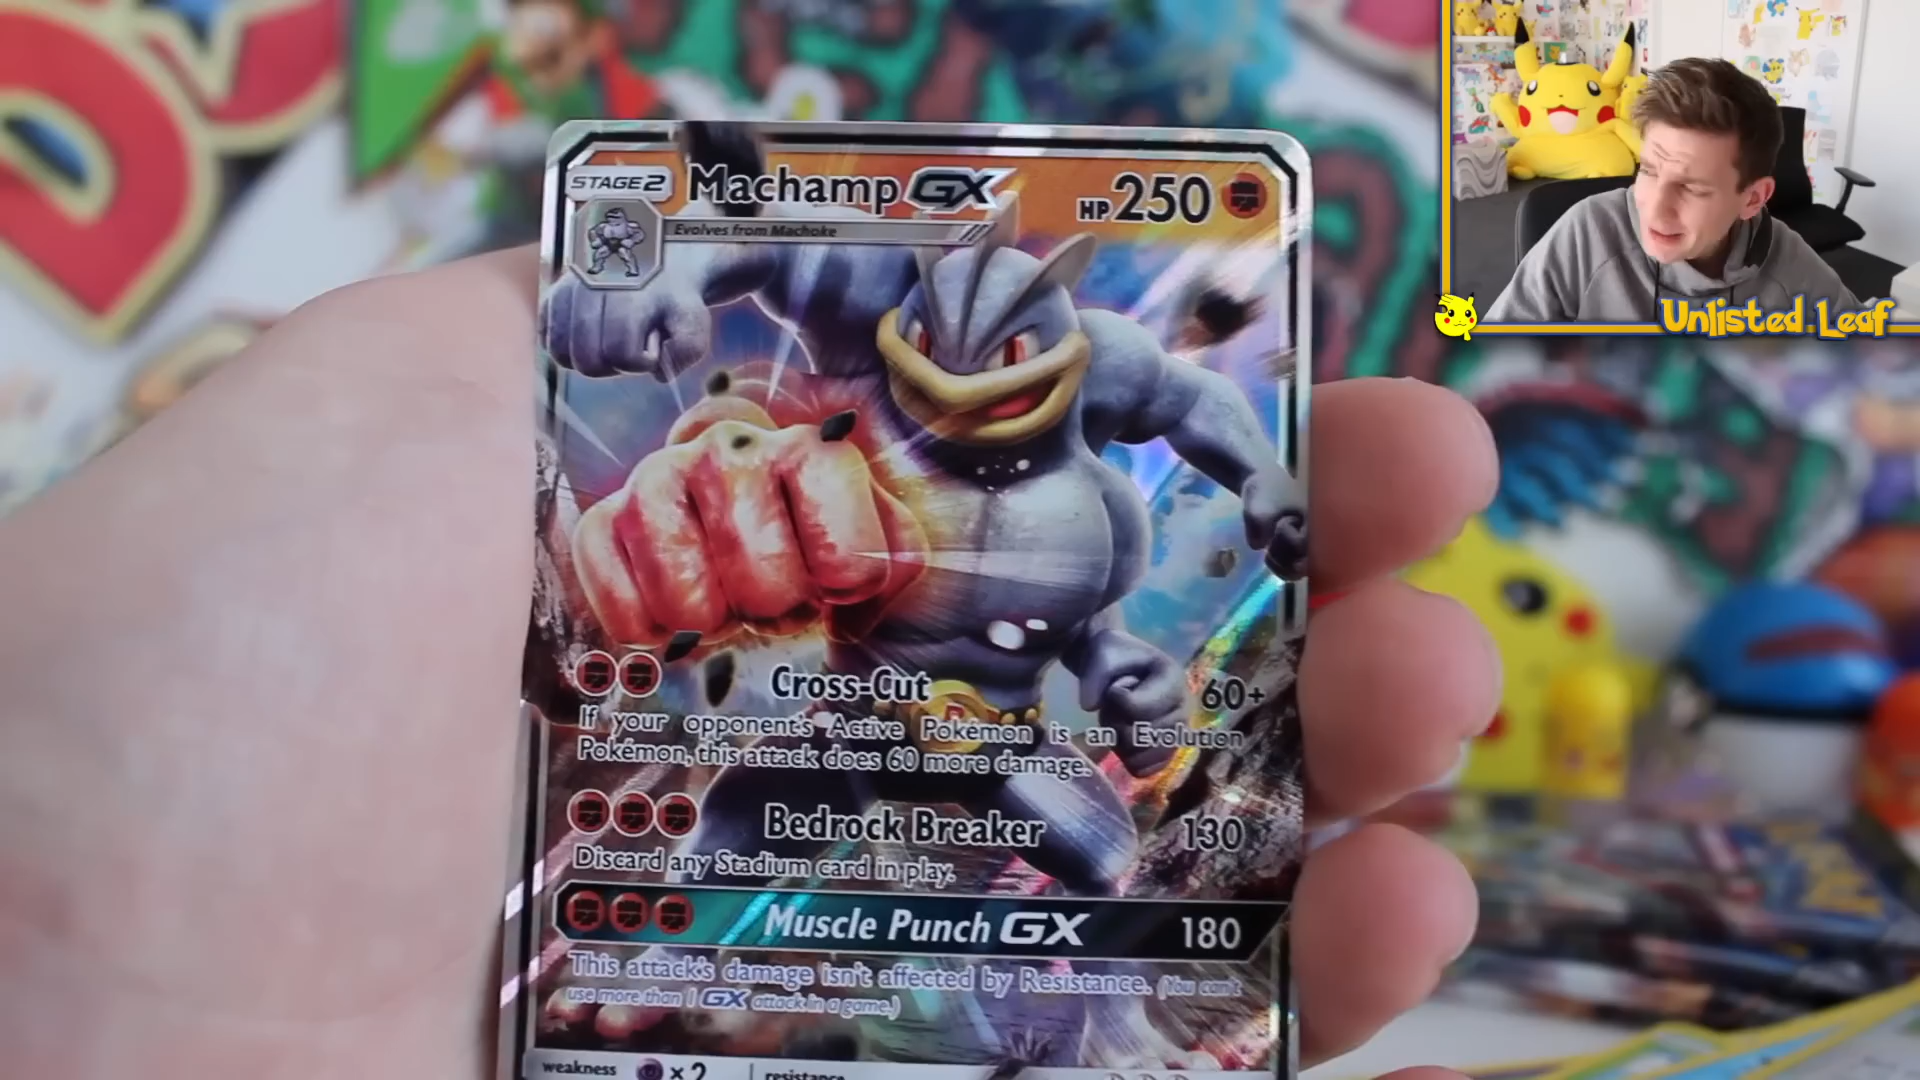 STAGE2 Machamp GX HP250
Evolves from Machoke
Unlisted.Leaf
Cross-Cut 60+
If your opponent's Active Pokémon is an Evolution
Pokémon, this attack does 60 more damage.
Bedrock Breaker 130
Discard any Stadium card in play.
Muscle Punch GX 180
This attack's damage isn't affected by Resistance. (You can't
use more than 1 GX attack in a game.)
weakness ×2 resistance